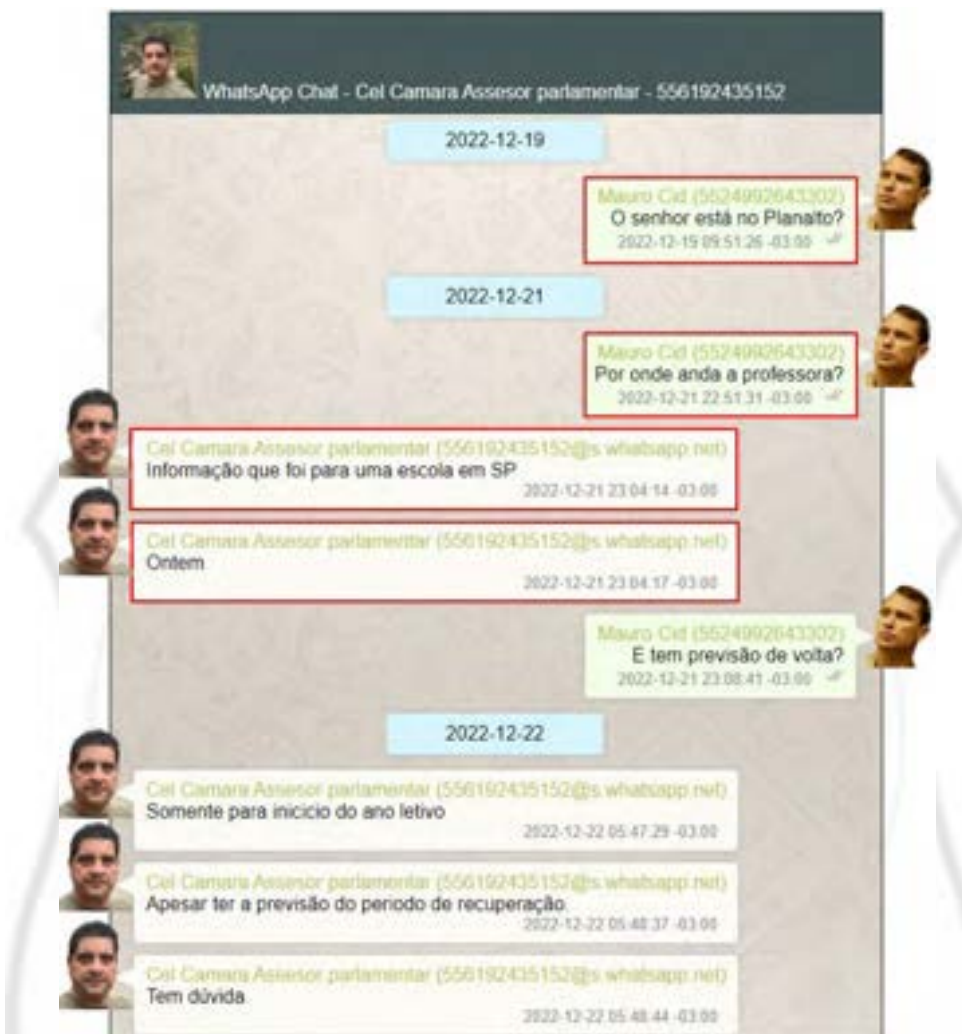 WhatsApp Chat - Cel Camara Assesor parlamentar - 556192435152
2022-12-19
Mauro Cid (5524992643302)
O senhor está no Planalto?
2022-12-19 09:51:26 -03:00
2022-12-21
Mauro Cid (5524992643302)
Por onde anda a professora?
2022-12-21 22:51:31 -03:00
Cel Camara Assesor parlamentar (556192435152@s.whatsapp.net)
Informação que foi para uma escola em SP
2022-12-21 23:04:14 -03:00
Cel Camara Assesor parlamentar (556192435152@s.whatsapp.net)
Ontem
2022-12-21 23:04:17 -03:00
Mauro Cid (5524992643302)
E tem previsão de volta?
2022-12-21 23:08:41 -03:00
2022-12-22
Cel Camara Assesor parlamentar (556192435152@s.whatsapp.net)
Somente para inicicio do ano letivo
2022-12-22 05:47:29 -03:00
Cel Camara Assesor parlamentar (556192435152@s.whatsapp.net)
Apesar ter a previsão do periodo de recuperação
2022-12-22 05:48:37 -03:00
Cel Camara Assesor parlamentar (556192435152@s.whatsapp.net)
Tem dúvida
2022-12-22 05:48:44 -03:00